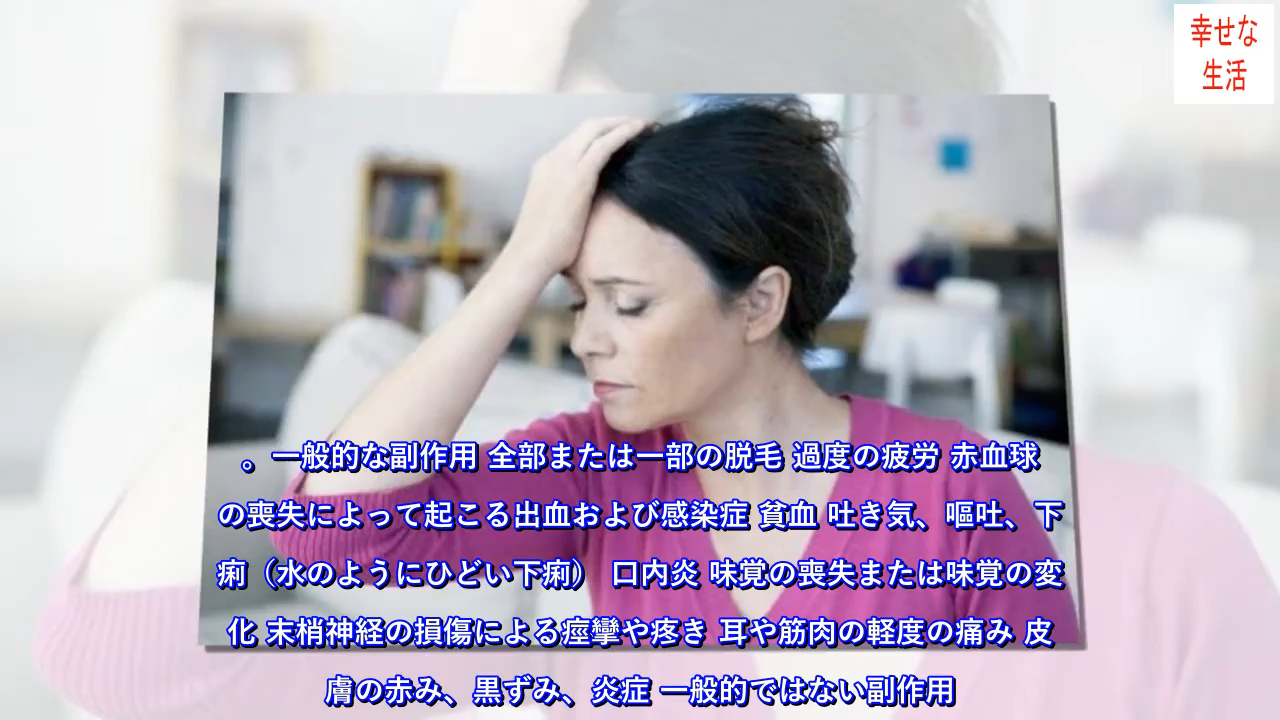 幸せな
生活
。一般的な副作用 全部または一部の脱毛 過度の疲労 赤血球
の喪失によって起こる出血および感染症 貧血 吐き気、嘔吐、下
痢（水のようにひどい下痢） 口内炎 味覚の喪失または味覚の変
化 末梢神経の損傷による痙攣や疼き 耳や筋肉の軽度の痛み 皮
膚の赤み、黒ずみ、炎症 一般的ではない副作用